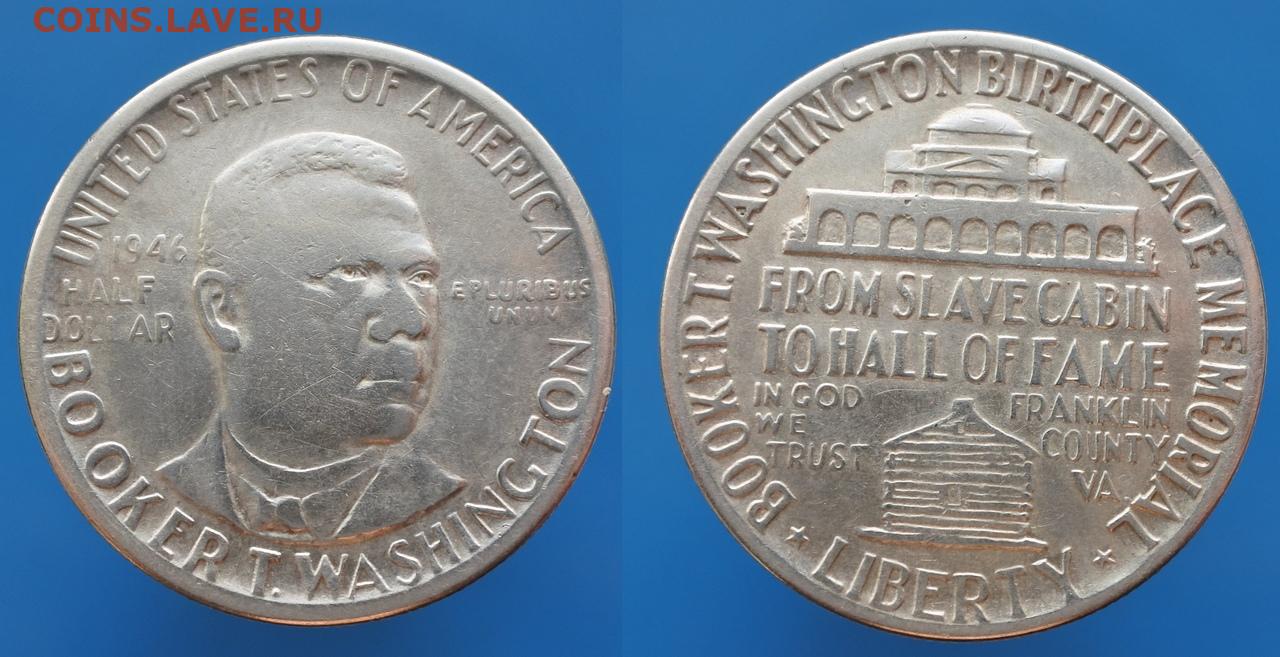 COINS.LAVE.RU
UNITED STATES OF AMERICA
1946
HALF
DOLLAR
E PLURIBUS
UNUM
BOOKER T. WASHINGTON
BOOKER T. WASHINGTON BIRTHPLACE MEMORIAL
FROM SLAVE CABIN
TO HALL OF FAME
IN GOD
WE
TRUST
FRANKLIN
COUNTY
VA.
LIBERTY